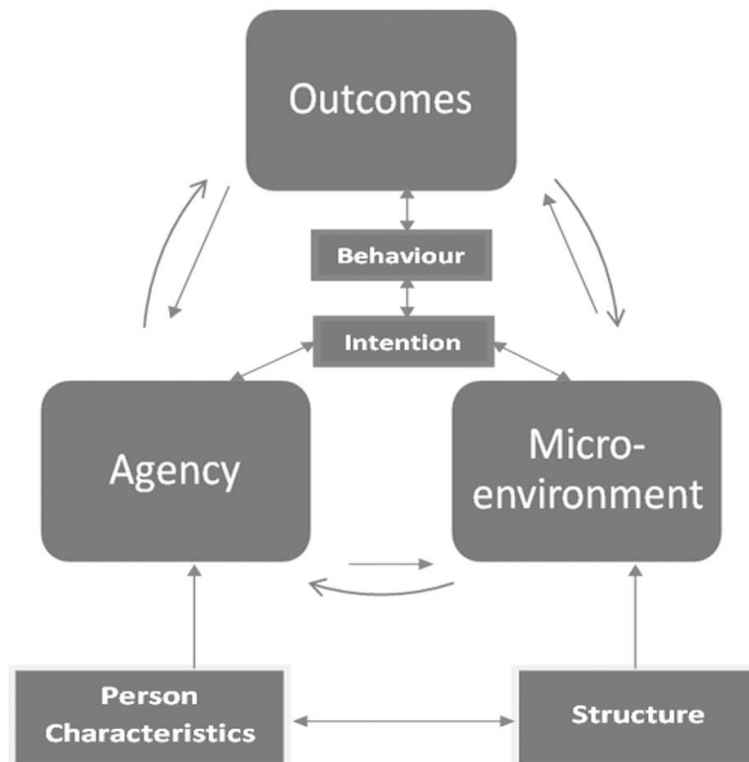 Outcomes
Behaviour
Intention
Agency
Micro-
environment
Person
Characteristics
Structure